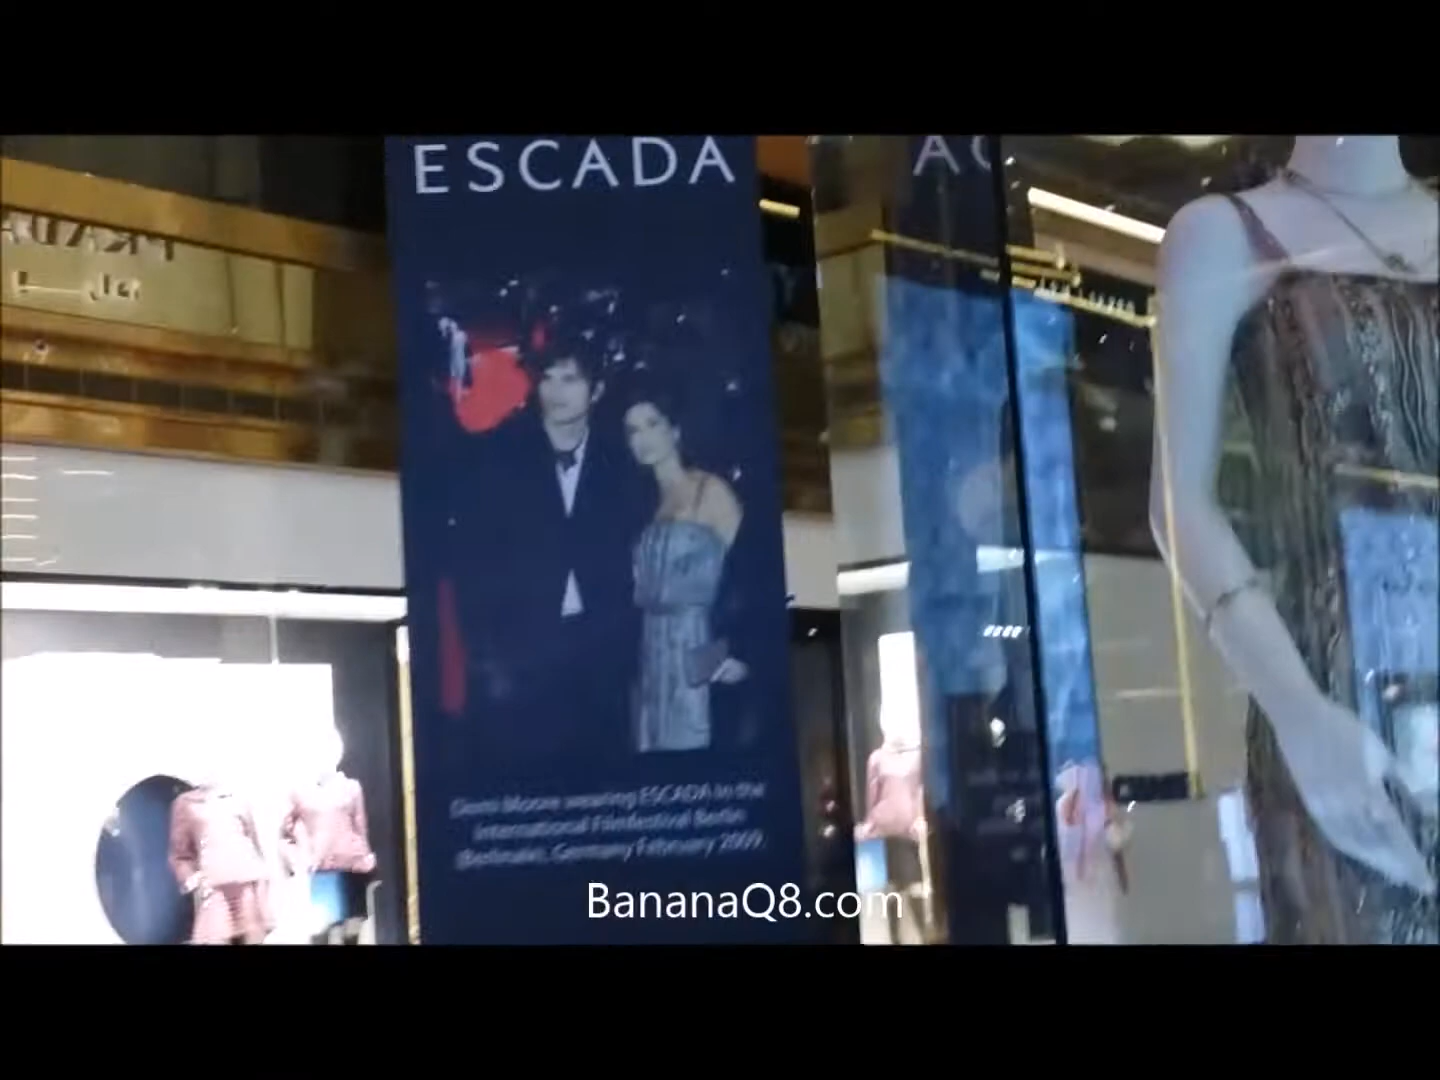 ESCADA
Demi Moore wearing ESCADA in the
International Filmfestival Berlin
(Berlinale), Germany February 2009.
BananaQ8.com